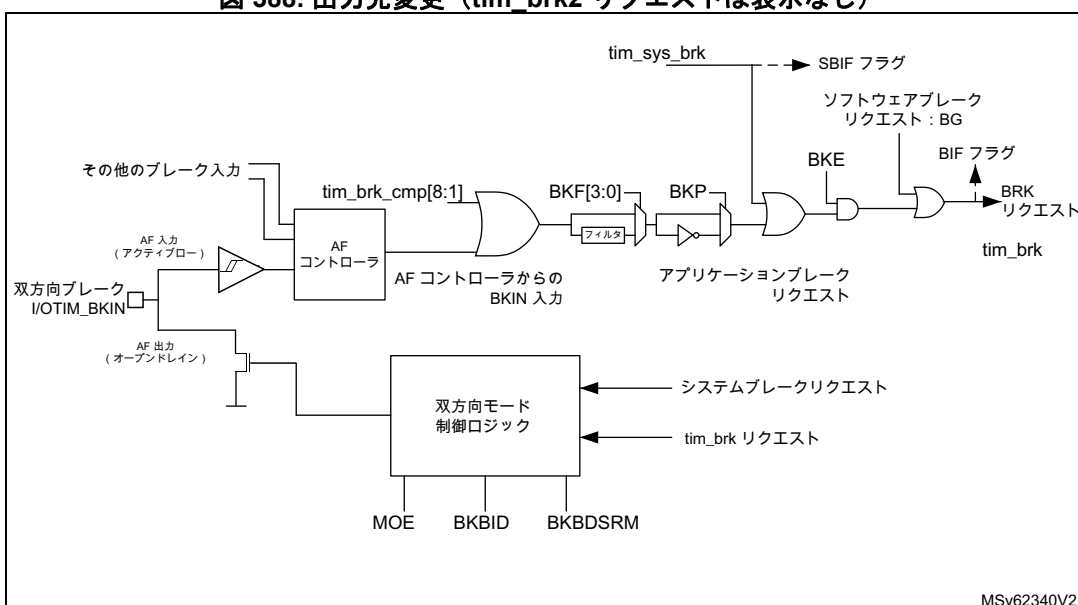 図 388. 出力先変更（tim_brk2 リクエストは表示なし）
tim_sys_brk
SBIF フラグ
ソフトウェアブレーク
リクエスト：BG
BIF フラグ
BKE
BRK
リクエスト
tim_brk
その他のブレーク入力
tim_brk_cmp[8:1]
BKF[3:0]
BKP
フィルタ
AF 入力
（アクティブロー）
AF
コントローラ
AF コントローラからの
BKIN 入力
アプリケーションブレーク
リクエスト
双方向ブレーク
I/OTIM_BKIN
AF 出力
（オープンドレイン）
双方向モード
制御ロジック
システムブレークリクエスト
tim_brk リクエスト
MOE
BKBID
BKBDSRM
MSv62340V2